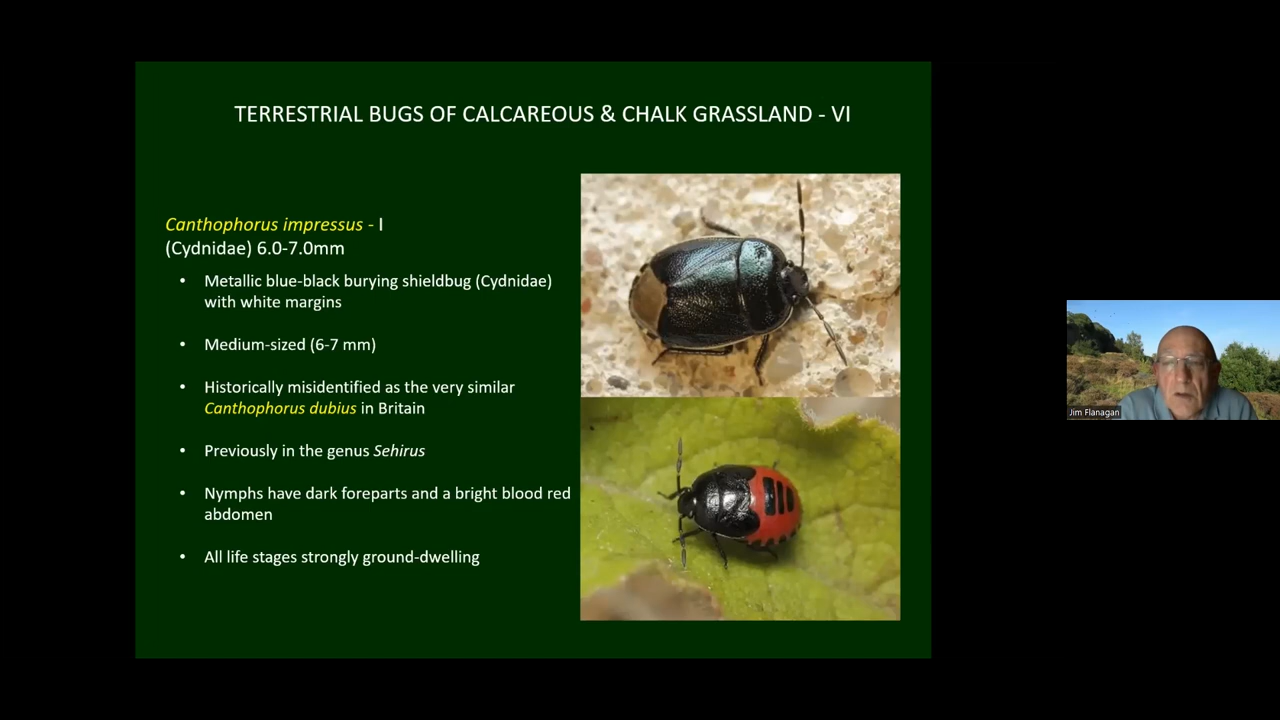 TERRESTRIAL BUGS OF CALCAREOUS & CHALK GRASSLAND - VI
Canthophorus impressus - I
(Cydnidae) 6.0-7.0mm
• Metallic blue-black burying shieldbug (Cydnidae)
with white margins
• Medium-sized (6-7 mm)
• Historically misidentified as the very similar
Canthophorus dubius in Britain
• Previously in the genus Sehirus
• Nymphs have dark foreparts and a bright blood red
abdomen
• All life stages strongly ground-dwelling
Jim Flanagan